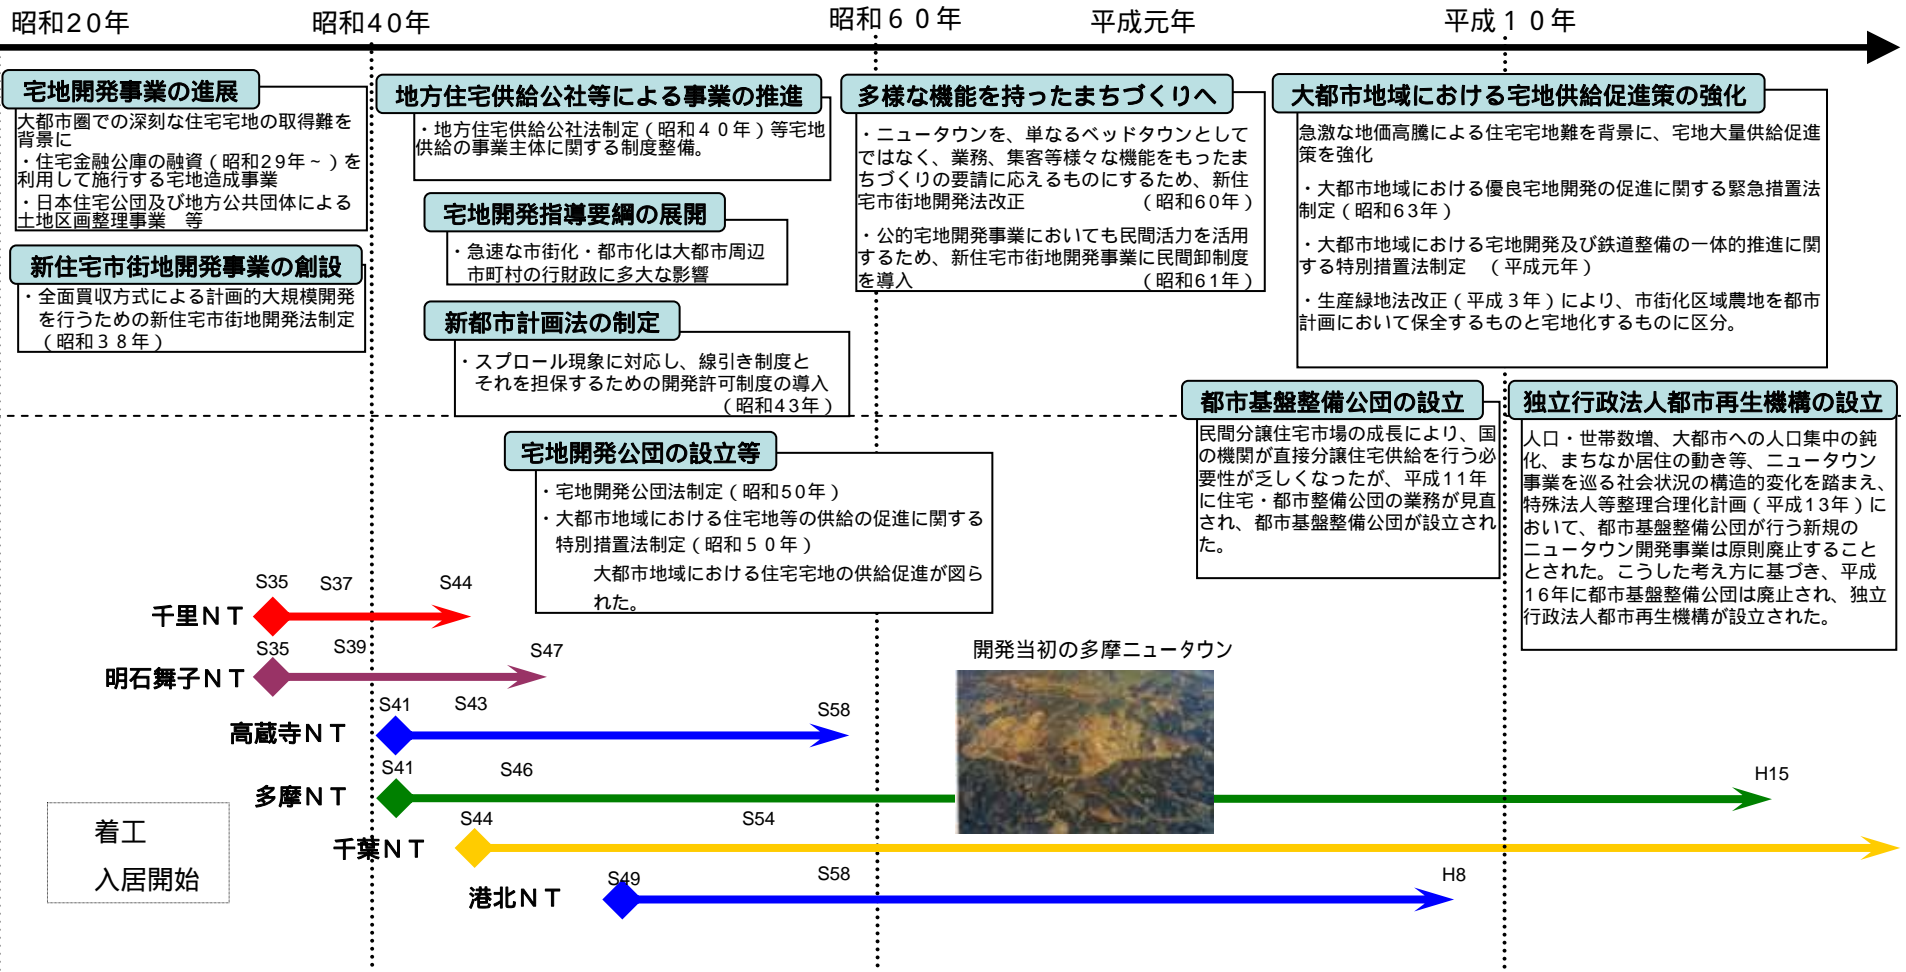 昭和20年
昭和40年
昭和６０年
平成元年
平成１０年
宅地開発事業の進展
大都市圏での深刻な住宅宅地の取得難を
背景に
・住宅金融公庫の融資（昭和29年～）を
利用して施行する宅地造成事業
・日本住宅公団及び地方公共団体による
土地区画整理事業　等
新住宅市街地開発事業の創設
・全面買収方式による計画的大規模開発
を行うための新住宅市街地開発法制定
（昭和３８年）
地方住宅供給公社等による事業の推進
・地方住宅供給公社法制定（昭和４０年）等宅地
供給の事業主体に関する制度整備。
宅地開発指導要綱の展開
・急速な市街化・都市化は大都市周辺
市町村の行財政に多大な影響
新都市計画法の制定
・スプロール現象に対応し、線引き制度と
それを担保するための開発許可制度の導入
（昭和43年）
多様な機能を持ったまちづくりへ
・ニュータウンを、単なるベッドタウンとして
ではなく、業務、集客等様々な機能をもったま
ちづくりの要請に応えるものにするため、新住
宅市街地開発法改正　（昭和60年）
・公的宅地開発事業においても民間活力を活用
するため、新住宅市街地開発事業に民間卸制度
を導入　（昭和61年）
大都市地域における宅地供給促進策の強化
急激な地価高騰による住宅宅地難を背景に、宅地大量供給促進
策を強化
・大都市地域における優良宅地開発の促進に関する緊急措置法
制定（昭和63年）
・大都市地域における宅地開発及び鉄道整備の一体的推進に関
する特別措置法制定　（平成元年）
・生産緑地法改正（平成３年）により、市街化区域農地を都市
計画において保全するものと宅地化するものに区分。
宅地開発公団の設立等
・宅地開発公団法制定（昭和50年）
・大都市地域における住宅地等の供給の促進に関する
特別措置法制定（昭和５０年）
大都市地域における住宅宅地の供給促進が図ら
れた。
都市基盤整備公団の設立
民間分譲住宅市場の成長により、国
の機関が直接分譲住宅供給を行う必
要性が乏しくなったが、平成11年
に住宅・都市整備公団の業務が見直
され、都市基盤整備公団が設立され
た。
独立行政法人都市再生機構の設立
人口・世帯数増、大都市への人口集中の鈍
化、まちなか居住の動き等、ニュータウン
事業を巡る社会状況の構造的変化を踏まえ、
特殊法人等整理合理化計画（平成13年）に
おいて、都市基盤整備公団が行う新規の
ニュータウン開発事業は原則廃止すること
とされた。こうした考え方に基づき、平成
16年に都市基盤整備公団は廃止され、独立
行政法人都市再生機構が設立された。
S35
S37
S44
千里ＮＴ
S35
S39
S47
明石舞子ＮＴ
S41
S43
S58
高蔵寺ＮＴ
開発当初の多摩ニュータウン
S41
S46
H15
多摩ＮＴ
S44
S54
千葉ＮＴ
S49
S58
H8
港北ＮＴ
着工
入居開始